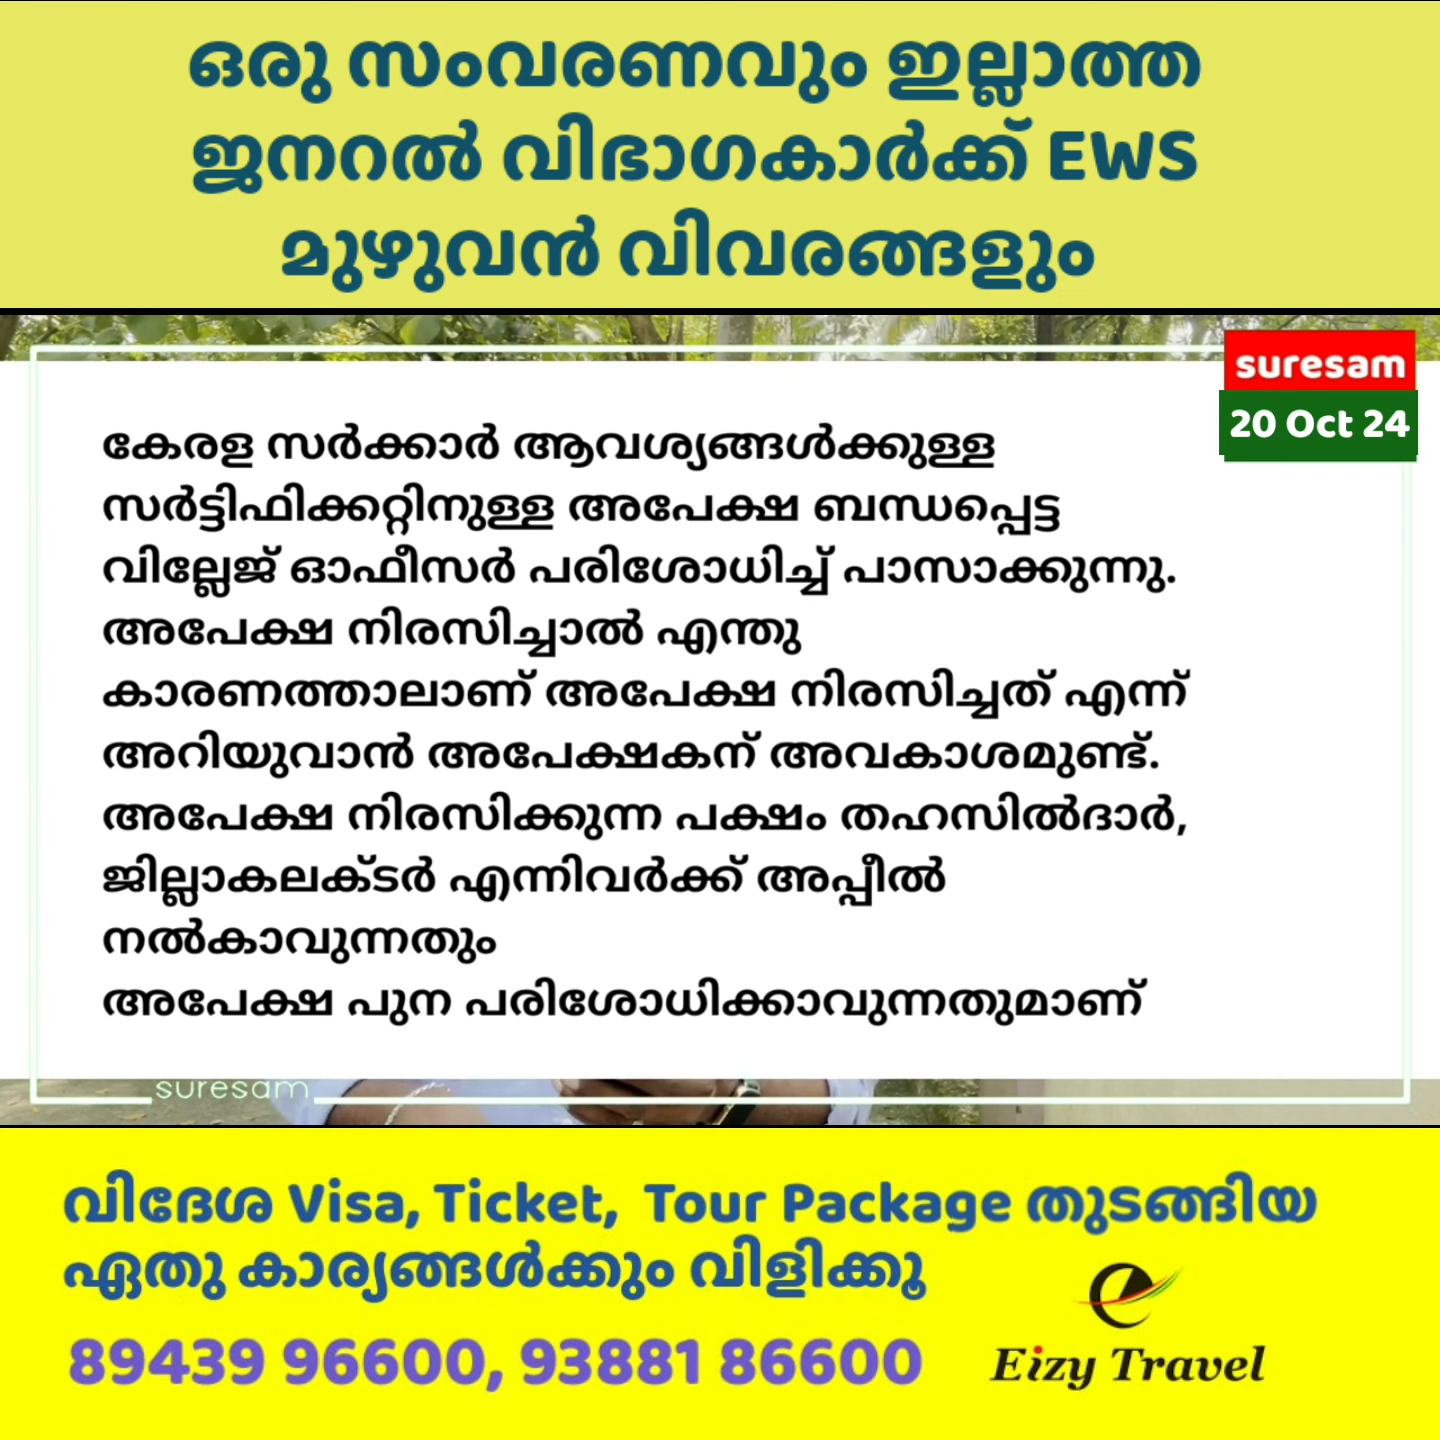 ഒരു സംവരണവും ഇല്ലാത്ത
ജനറൽ വിഭാഗകാർക്ക് EWS
മുഴുവൻ വിവരങ്ങളും
suresam
20 Oct 24
കേരള സർക്കാർ ആവശ്യങ്ങൾക്കുള്ള
സർട്ടിഫിക്കറ്റിനുള്ള അപേക്ഷ ബന്ധപ്പെട്ട
വില്ലേജ് ഓഫീസർ പരിശോധിച്ച് പാസാക്കുന്നു.
അപേക്ഷ നിരസിച്ചാൽ എന്തു
കാരണത്താലാണ് അപേക്ഷ നിരസിച്ചത് എന്ന്
അറിയുവാൻ അപേക്ഷകന് അവകാശമുണ്ട്.
അപേക്ഷ നിരസിക്കുന്ന പക്ഷം തഹസിൽദാർ,
ജില്ലാകലക്ടർ എന്നിവർക്ക് അപ്പീൽ
നൽകാവുന്നതും
അപേക്ഷ പുന പരിശോധിക്കാവുന്നതുമാണ്
suresam
വിദേശ Visa, Ticket, Tour Package തുടങ്ങിയ
ഏതു കാര്യങ്ങൾക്കും വിളിക്കൂ
89439 96600, 93881 86600
Eizy Travel